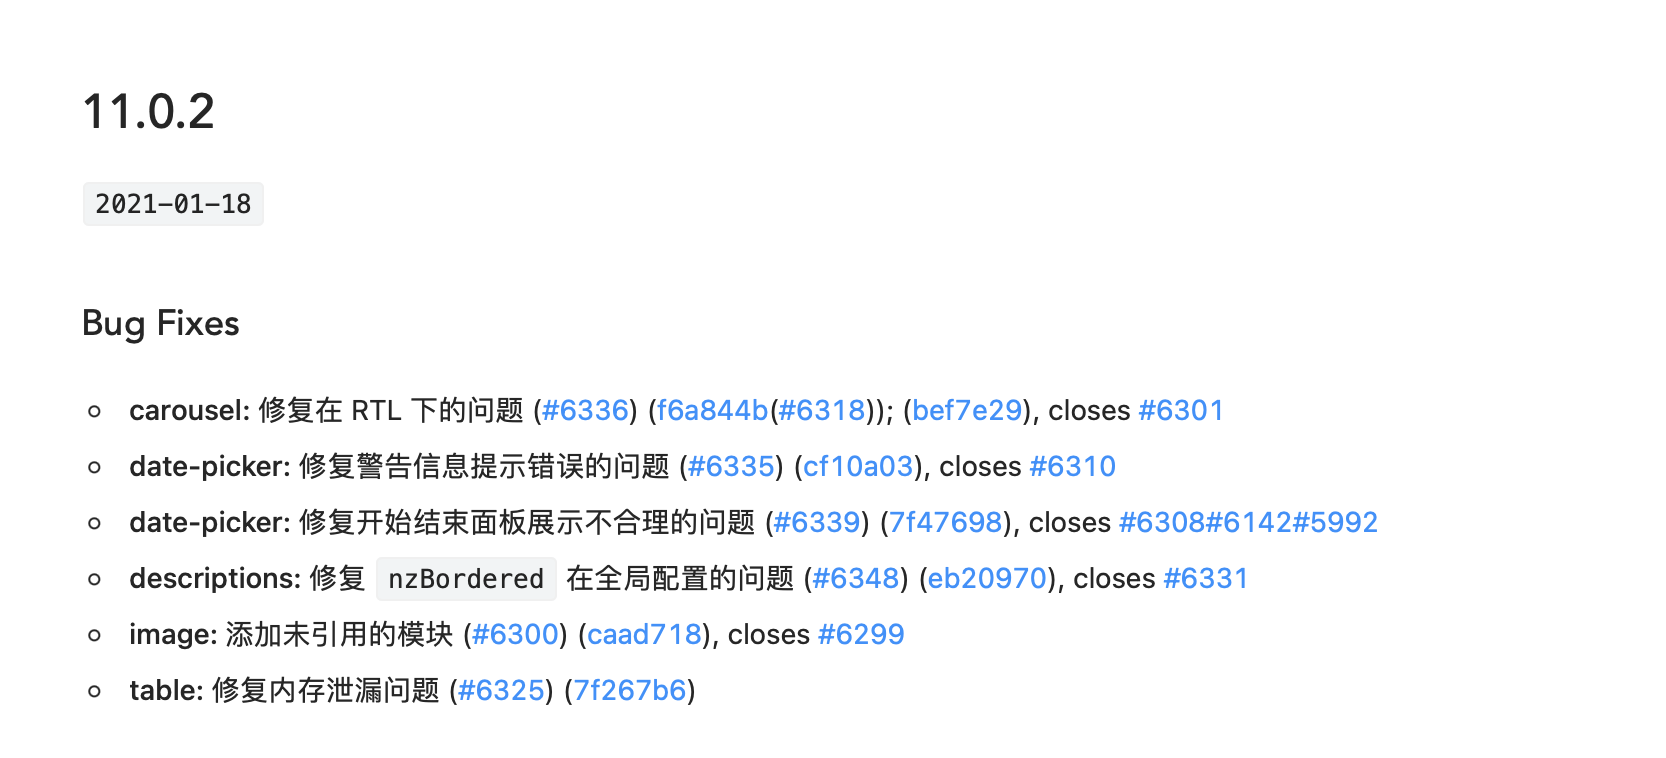 11.0.2
2021-01-18
Bug Fixes
carousel: 修复在 RTL 下的问题 (#6336) (f6a844b(#6318)); (bef7e29), closes #6301
date-picker: 修复警告信息提示错误的问题 (#6335) (cf10a03), closes #6310
date-picker: 修复开始结束面板展示不合理的问题 (#6339) (7f47698), closes #6308#6142#5992
descriptions: 修复 nzBordered 在全局配置的问题 (#6348) (eb20970), closes #6331
image: 添加未引用的模块 (#6300) (caad718), closes #6299
table: 修复内存泄漏问题 (#6325) (7f267b6)